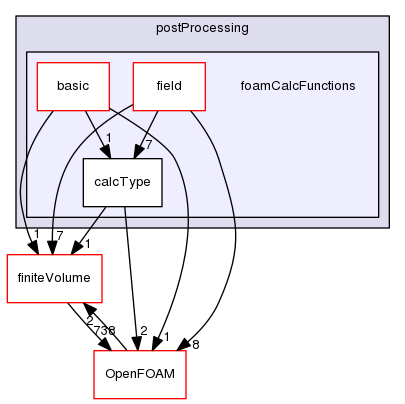 postProcessing
basic
field
foamCalcFunctions
1
7
calcType
1
7
1
finiteVolume
2
738
2
1
8
OpenFOAM